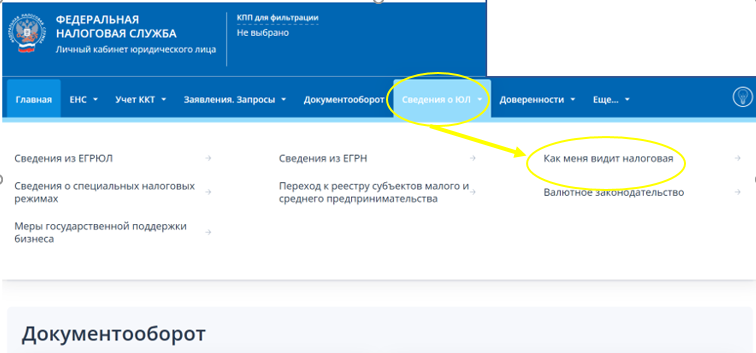 ФЕДЕРАЛЬНАЯ
НАЛОГОВАЯ СЛУЖБА
Личный кабинет юридического лица
КПП для фильтрации
Не выбрано
Главная ЕНС Учет ККТ Заявления. Запросы Документооборот Сведения о ЮЛ Доверенности Еще...
Сведения из ЕГРЮЛ
Сведения о специальных налоговых
режимах
Меры государственной поддержки
бизнеса
Сведения из ЕГРН
Переход к реестру субъектов малого и
среднего предпринимательства
Как меня видит налоговая
Валютное законодательство
Документооборот